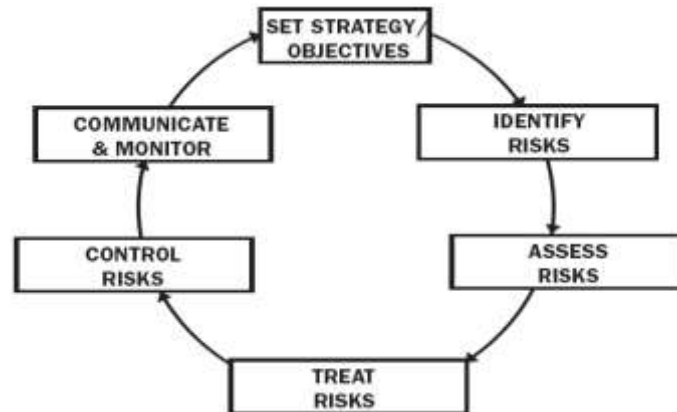 SET STRATEGY/
OBJECTIVES
IDENTIFY
RISKS
ASSESS
RISKS
TREAT
RISKS
CONTROL
RISKS
COMMUNICATE
& MONITOR